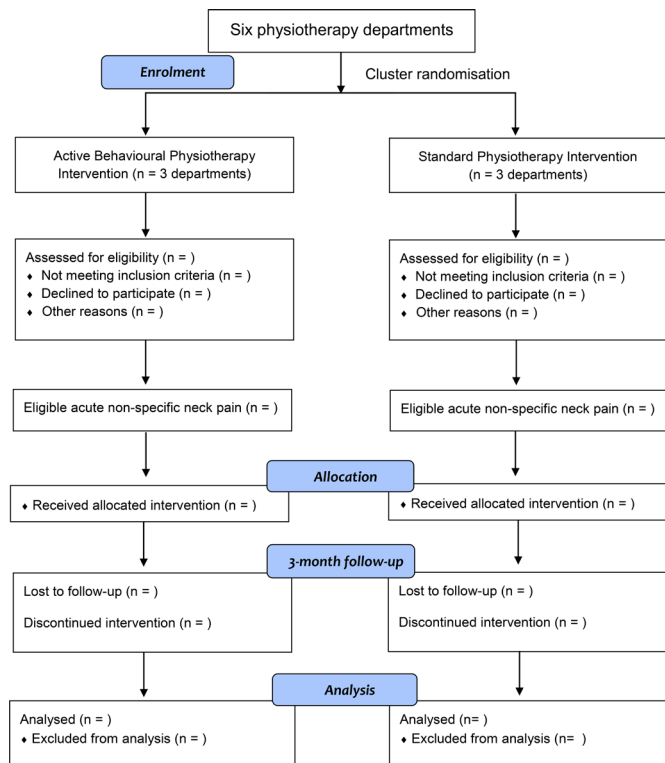 Six physiotherapy departments
Enrolment
Cluster randomisation
Active Behavioural Physiotherapy
Intervention (n = 3 departments)
Standard Physiotherapy Intervention
(n = 3 departments)
Assessed for eligibility (n = )
♦ Not meeting inclusion criteria (n = )
♦ Declined to participate (n = )
♦ Other reasons (n = )
Assessed for eligibility (n = )
♦ Not meeting inclusion criteria (n = )
♦ Declined to participate (n = )
♦ Other reasons (n = )
Eligible acute non-specific neck pain (n = )
Eligible acute non-specific neck pain (n = )
Allocation
♦ Received allocated intervention (n = )
♦ Received allocated intervention (n = )
3-month follow-up
Lost to follow-up (n = )
Discontinued intervention (n = )
Lost to follow-up (n = )
Discontinued intervention (n = )
Analysis
Analysed (n = )
♦ Excluded from analysis (n = )
Analysed (n= )
♦ Excluded from analysis (n= )